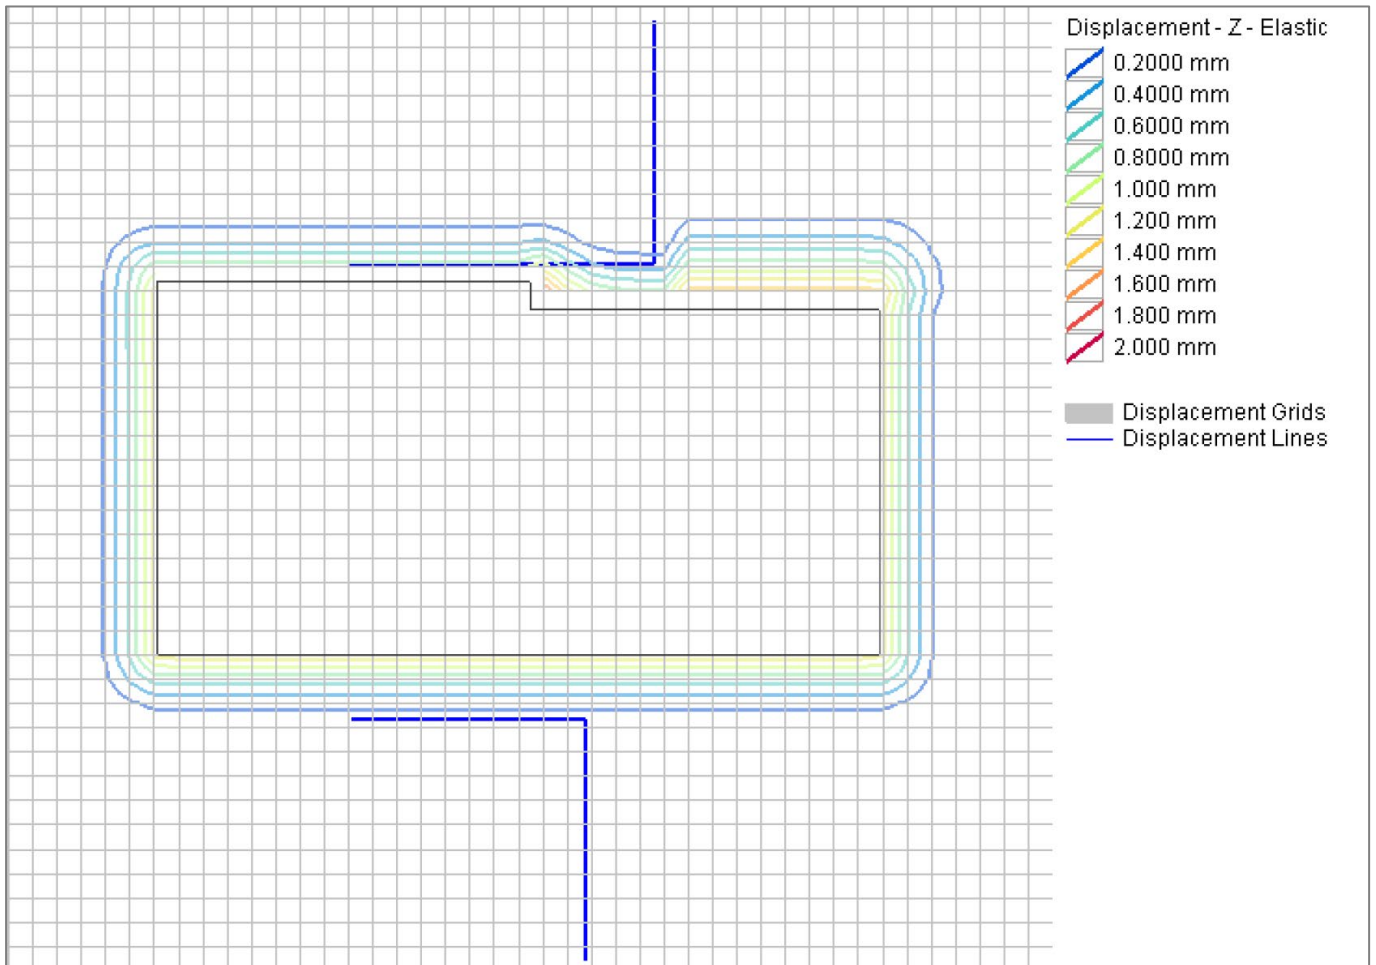 Displacement - Z - Elastic
0.2000 mm
0.4000 mm
0.6000 mm
0.8000 mm
1.000 mm
1.200 mm
1.400 mm
1.600 mm
1.800 mm
2.000 mm
Displacement Grids
Displacement Lines